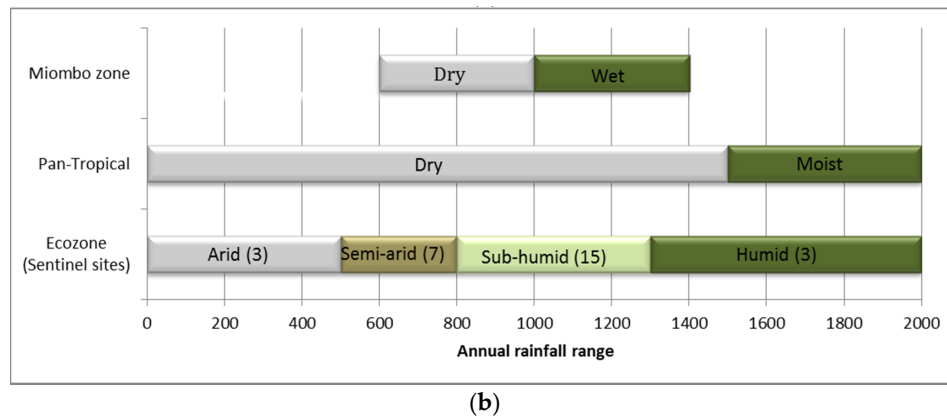 Miombo zone
Dry
Wet
Pan-Tropical
Dry
Moist
Ecozone
(Sentinel sites)
Arid (3)
Semi-arid (7)
Sub-humid (15)
Humid (3)
0 200 400 600 800 1000 1200 1400 1600 1800 2000
Annual rainfall range
(b)